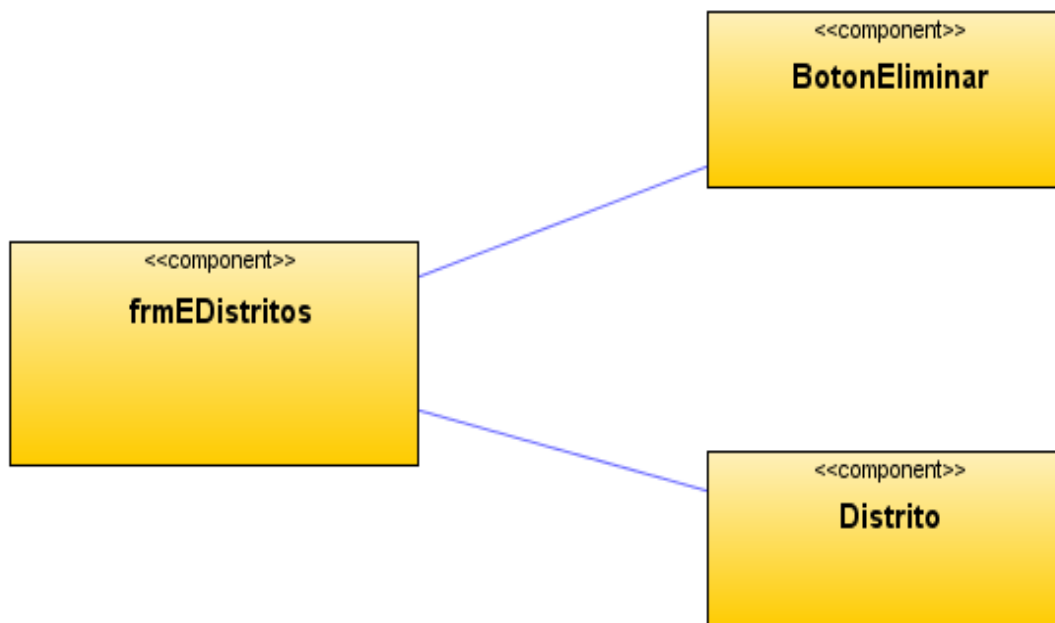 <<component>>
BotonEliminar
<<component>>
frmEDistritos
<<component>>
Distrito